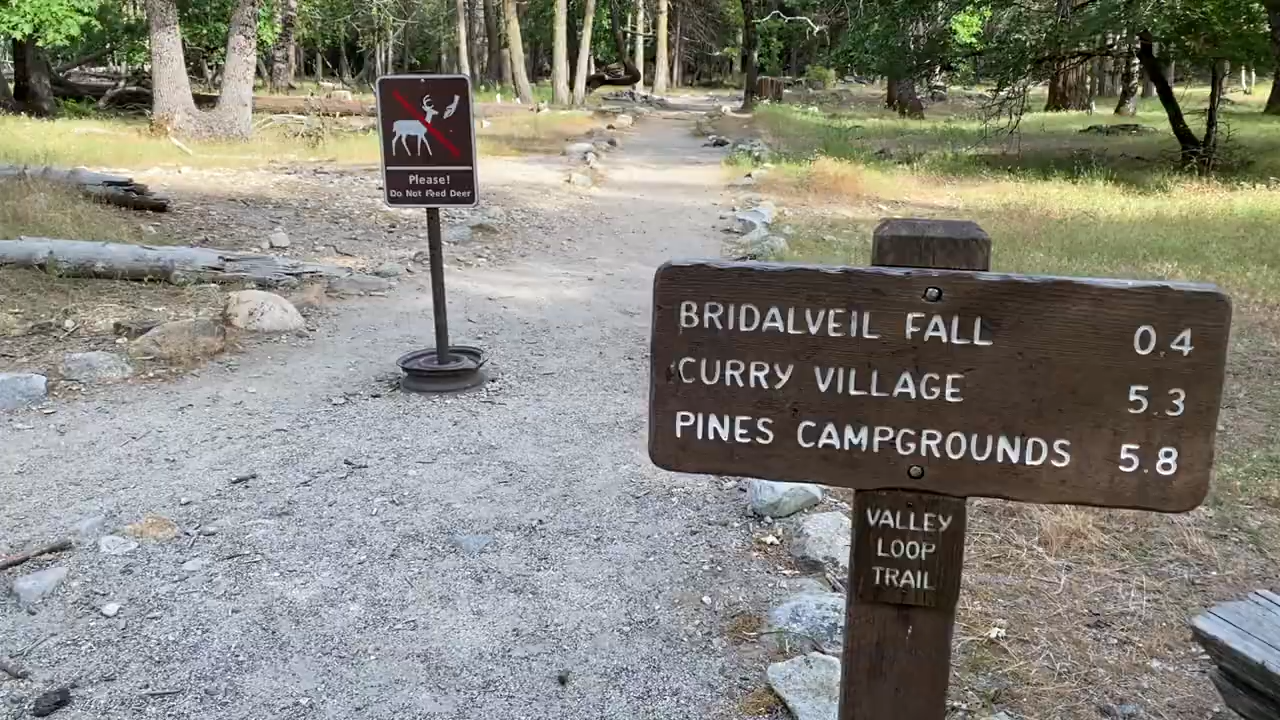 Please!
Do Not Feed Deer
BRIDALVEIL FALL 0.4
CURRY VILLAGE 5.3
PINES CAMPGROUNDS 5.8
VALLEY
LOOP
TRAIL